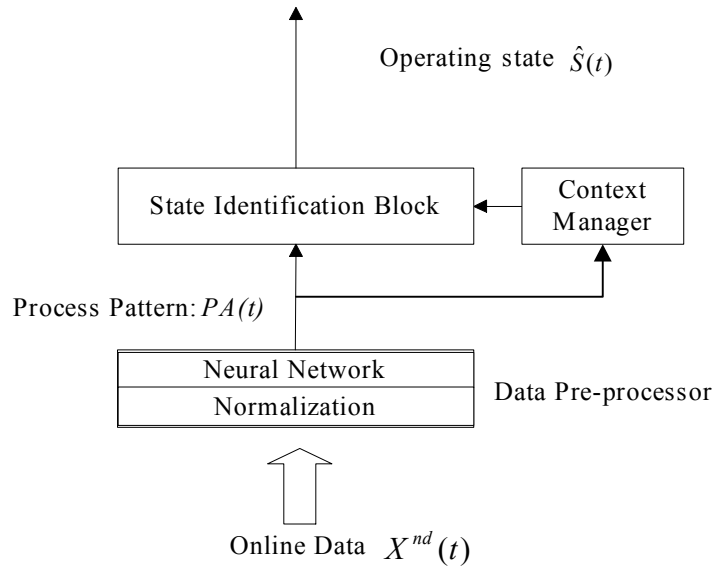 Operating state Ŝ(t)
State Identification Block
Context
Manager
Process Pattern: PA(t)
Neural Network
Normalization
Data Pre-processor
Online Data X^{nd}(t)